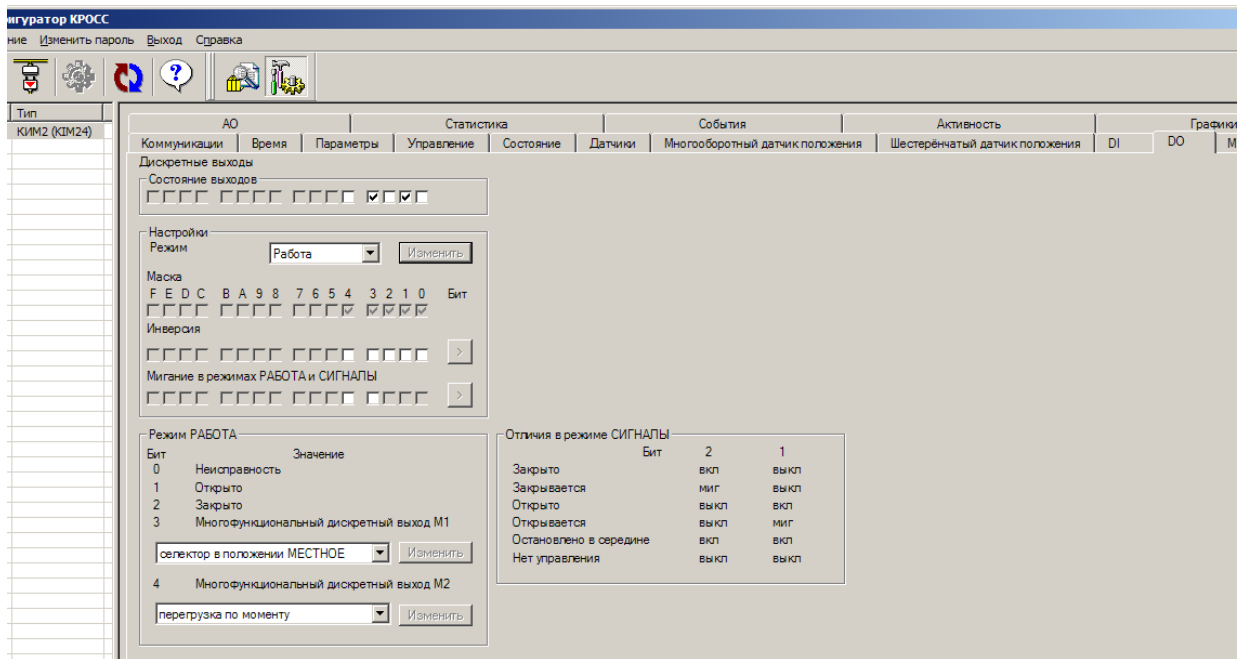 игуратор КРОСС
ние Изменить пароль Выход Справка
Тип
КИМ2 (KIM24)
АО Статистика События Активность Графики
Коммуникации Время Параметры Управление Состояние Датчики Многооборотный датчик положения Шестерёнчатый датчик положения DI DO М
Дискретные выходы
Состояние выходов
Настройки
Режим Работа Изменить
Маска
F E D C B A 9 8 7 6 5 4 3 2 1 0 Бит
Инверсия
>
Мигание в режимах РАБОТА и СИГНАЛЫ
>
Режим РАБОТА
Бит Значение
0 Неисправность
1 Открыто
2 Закрыто
3 Многофункциональный дискретный выход М1
селектор в положении МЕСТНОЕ Изменить
4 Многофункциональный дискретный выход М2
перегрузка по моменту Изменить
Отличия в режиме СИГНАЛЫ
Бит 2 1
Закрыто вкл выкл
Закрывается миг выкл
Открыто выкл вкл
Открывается выкл миг
Остановлено в середине вкл вкл
Нет управления выкл выкл